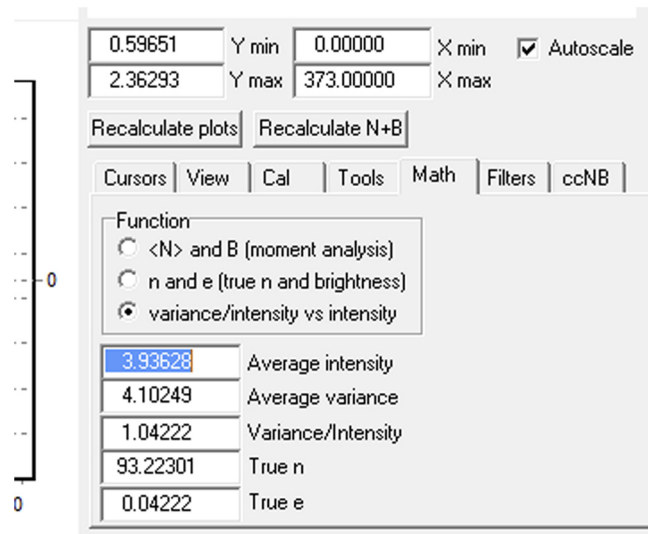 0.59651 Y min 0.00000 X min Autoscale
2.36293 Y max 373.00000 X max
Recalculate plots Recalculate N+B
Cursors View Cal Tools Math Filters ccNB
Function
<N> and B (moment analysis)
0
n and e (true n and brightness)
variance/intensity vs intensity
3.93628 Average intensity
4.10249 Average variance
1.04222 Variance/Intensity
93.22301 True n
0 0.04222 True e